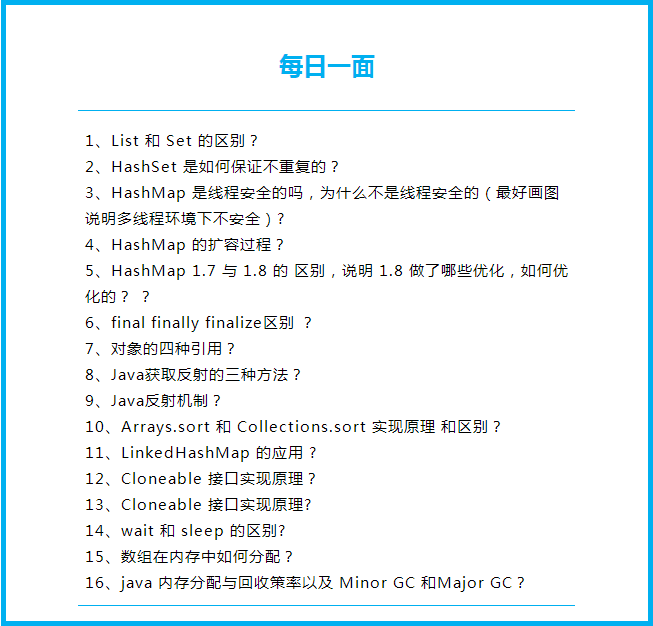 每日一面
1、List 和 Set 的区别？
2、HashSet 是如何保证不重复的？
3、HashMap 是线程安全的吗，为什么不是线程安全的（最好画图
说明多线程环境下不安全）?
4、HashMap 的扩容过程？
5、HashMap 1.7 与 1.8 的 区别，说明 1.8 做了哪些优化，如何优
化的？ ？
6、final finally finalize区别 ？
7、对象的四种引用？
8、Java获取反射的三种方法？
9、Java反射机制？
10、Arrays.sort 和 Collections.sort 实现原理 和区别？
11、LinkedHashMap 的应用？
12、Cloneable 接口实现原理？
13、Cloneable 接口实现原理?
14、wait 和 sleep 的区别?
15、数组在内存中如何分配？
16、java 内存分配与回收策率以及 Minor GC 和Major GC？